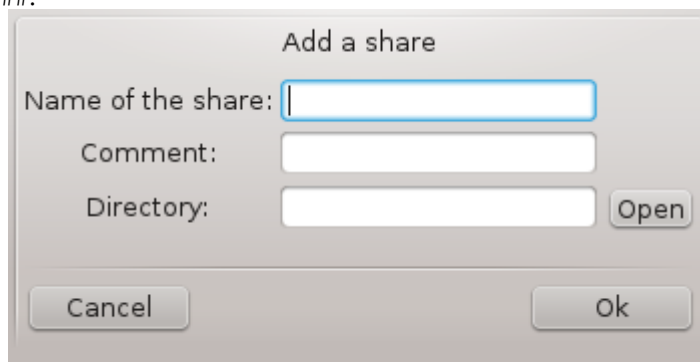 Add a share
Name of the share:
Comment:
Directory:
Open
Cancel
Ok